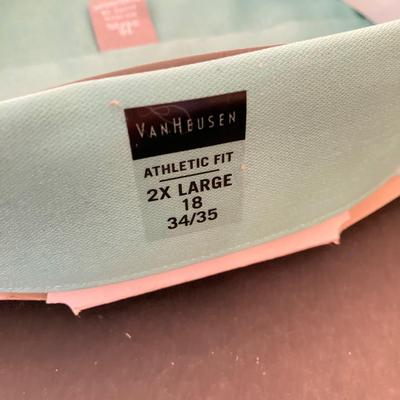 VANHEUSEN
ATHLETIC FIT
2X LARGE
18
34/35